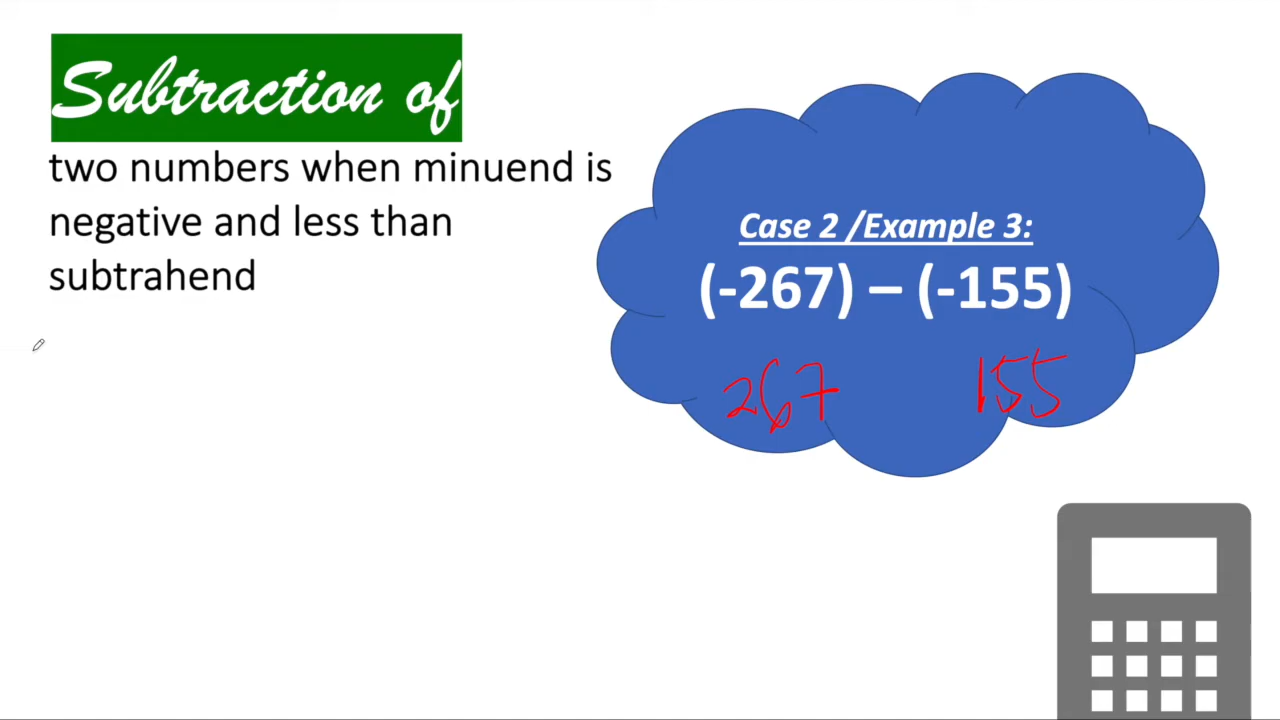 Subtraction of
two numbers when minuend is
negative and less than
subtrahend
Case 2 /Example 3:
(-267) – (-155)
267 155